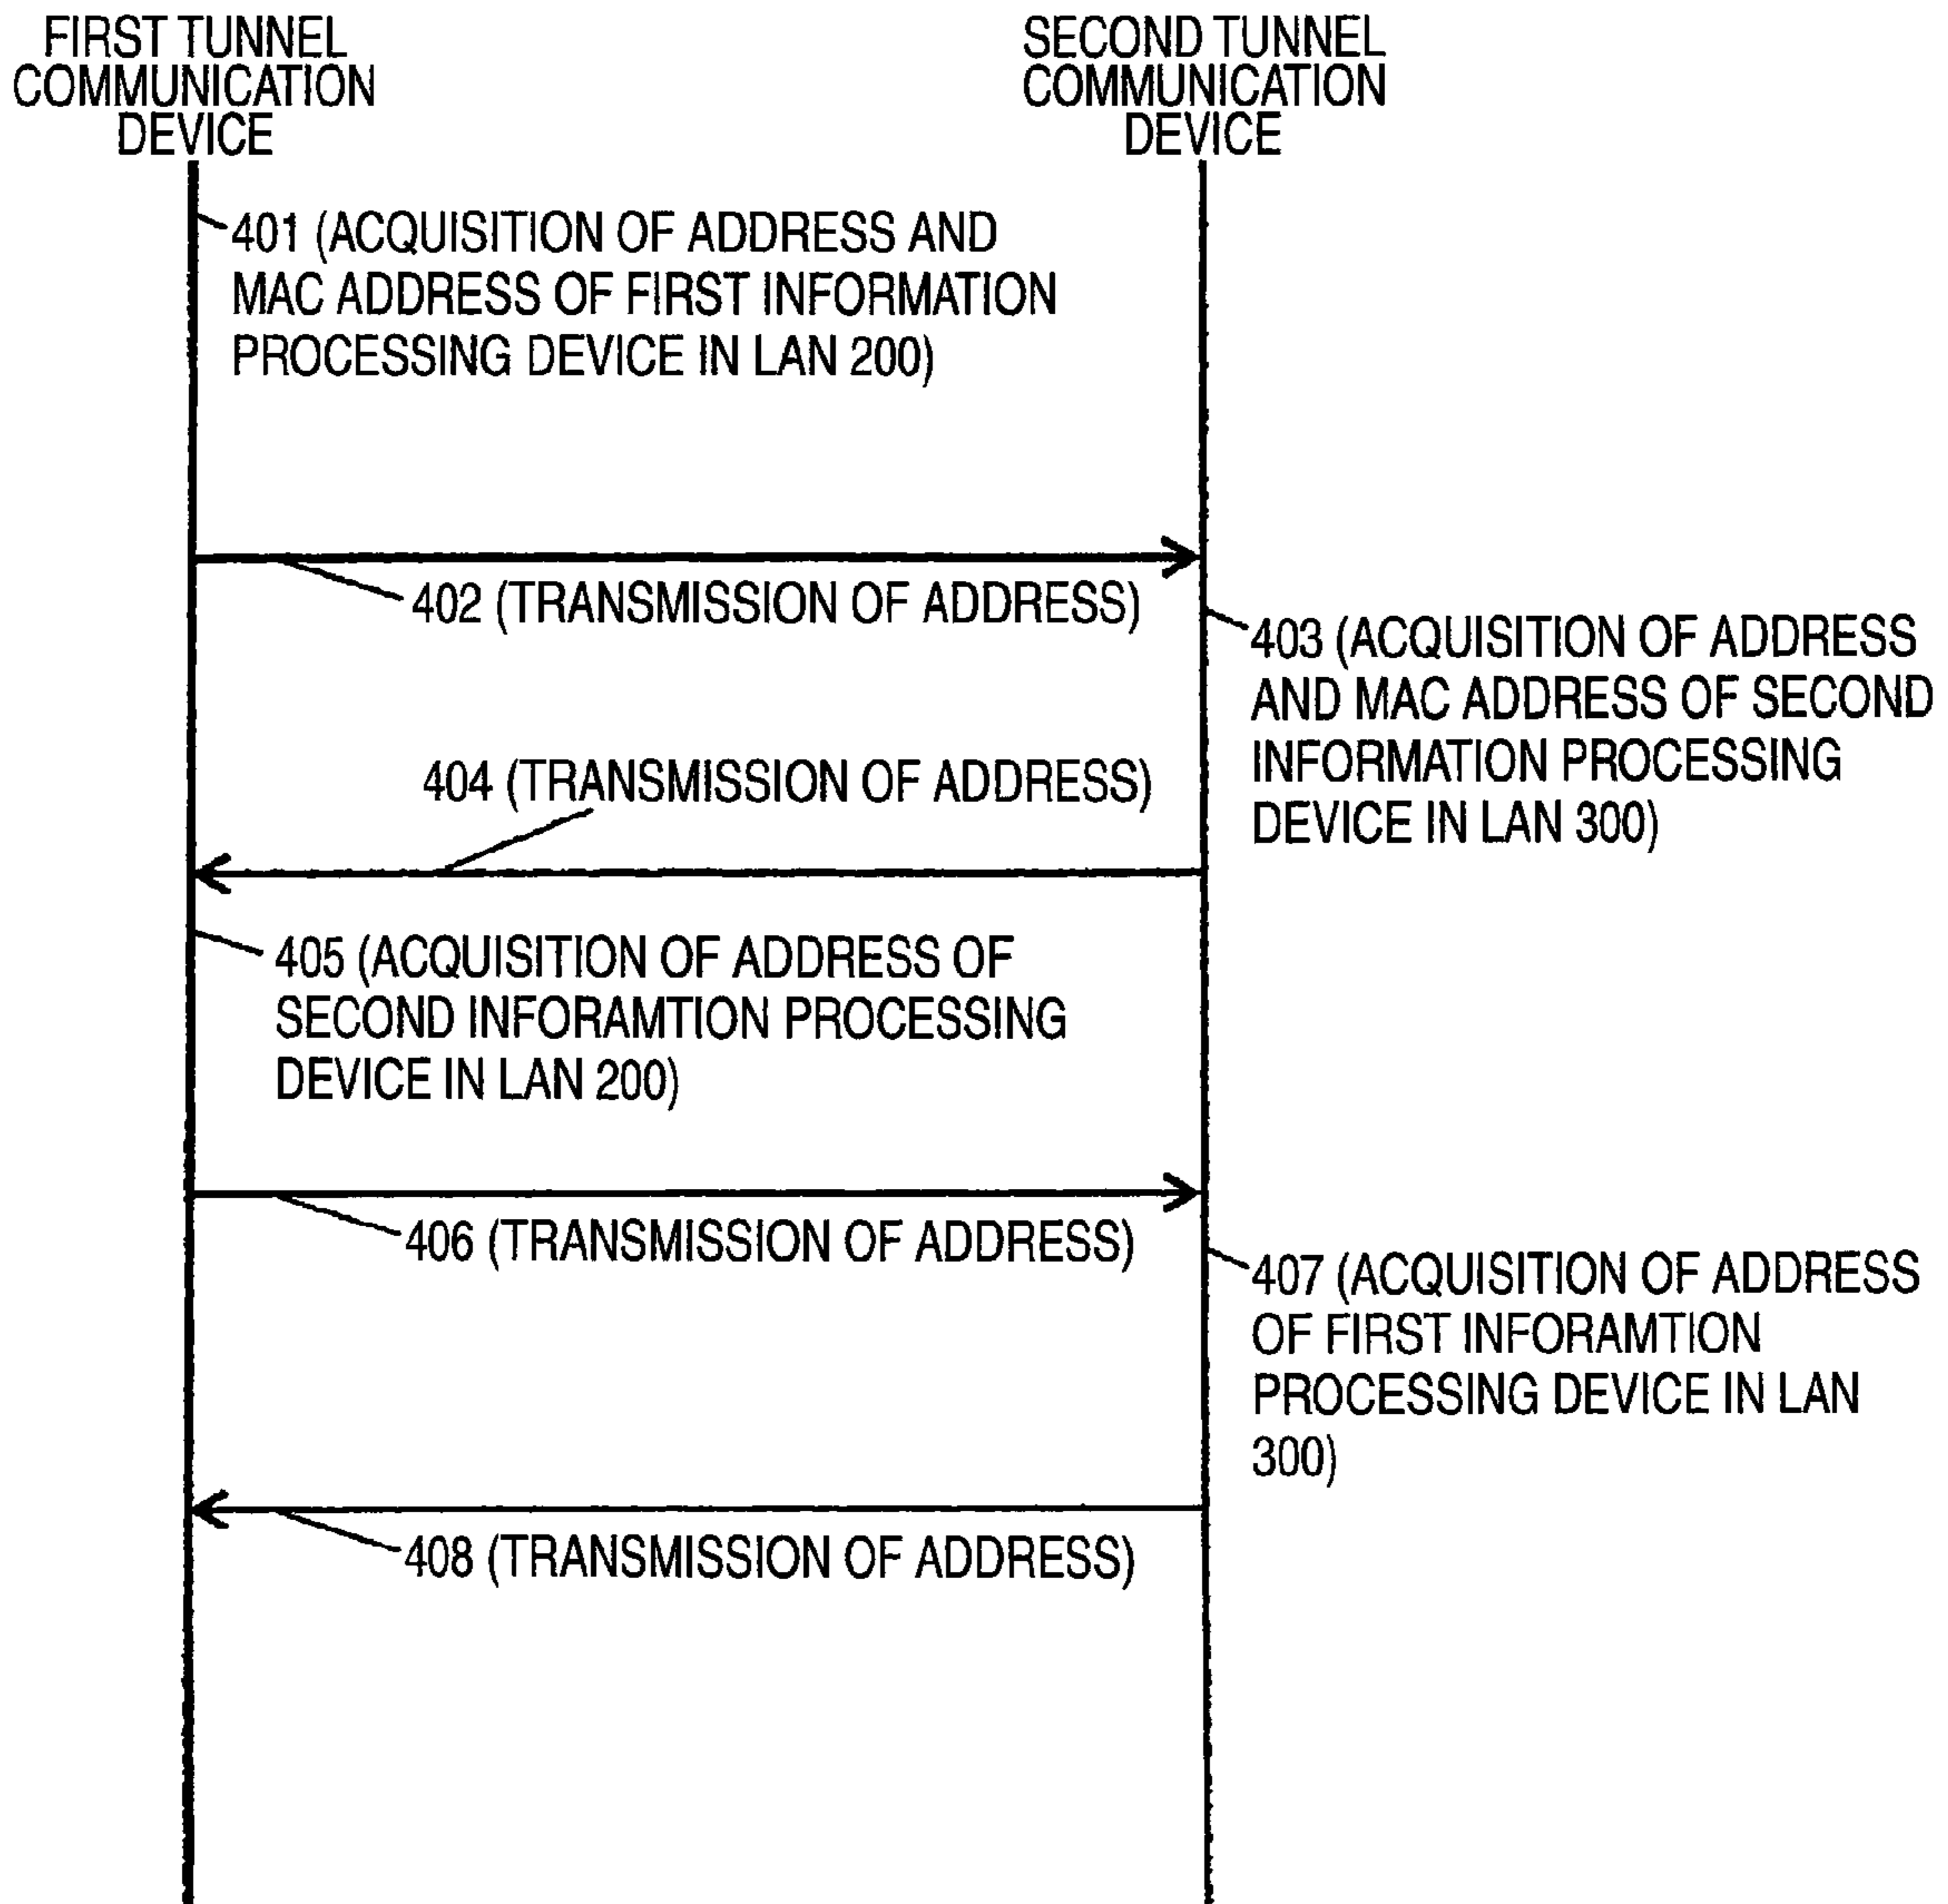 FIRST TUNNEL
COMMUNICATION
DEVICE
SECOND TUNNEL
COMMUNICATION
DEVICE
401 (ACQUISITION OF ADDRESS AND
MAC ADDRESS OF FIRST INFORMATION
PROCESSING DEVICE IN LAN 200)
402 (TRANSMISSION OF ADDRESS)
403 (ACQUISITION OF ADDRESS
AND MAC ADDRESS OF SECOND
INFORMATION PROCESSING
DEVICE IN LAN 300)
404 (TRANSMISSION OF ADDRESS)
405 (ACQUISITION OF ADDRESS OF
SECOND INFORAMTION PROCESSING
DEVICE IN LAN 200)
406 (TRANSMISSION OF ADDRESS)
407 (ACQUISITION OF ADDRESS
OF FIRST INFORAMTION
PROCESSING DEVICE IN LAN
300)
408 (TRANSMISSION OF ADDRESS)